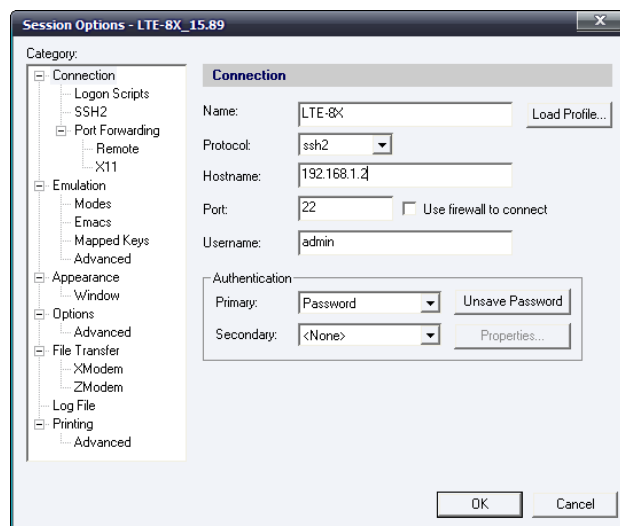 Session Options - LTE-8X_15.89
Category:
Connection
Logon Scripts
SSH2
Port Forwarding
Remote
X11
Emulation
Modes
Emacs
Mapped Keys
Advanced
Appearance
Window
Options
Advanced
File Transfer
XModem
ZModem
Log File
Printing
Advanced
Connection
Name: LTE-8X Load Profile...
Protocol: ssh2
Hostname: 192.168.1.2
Port: 22 Use firewall to connect
Username: admin
Authentication
Primary: Password Unsave Password
Secondary: <None> Properties...
OK Cancel